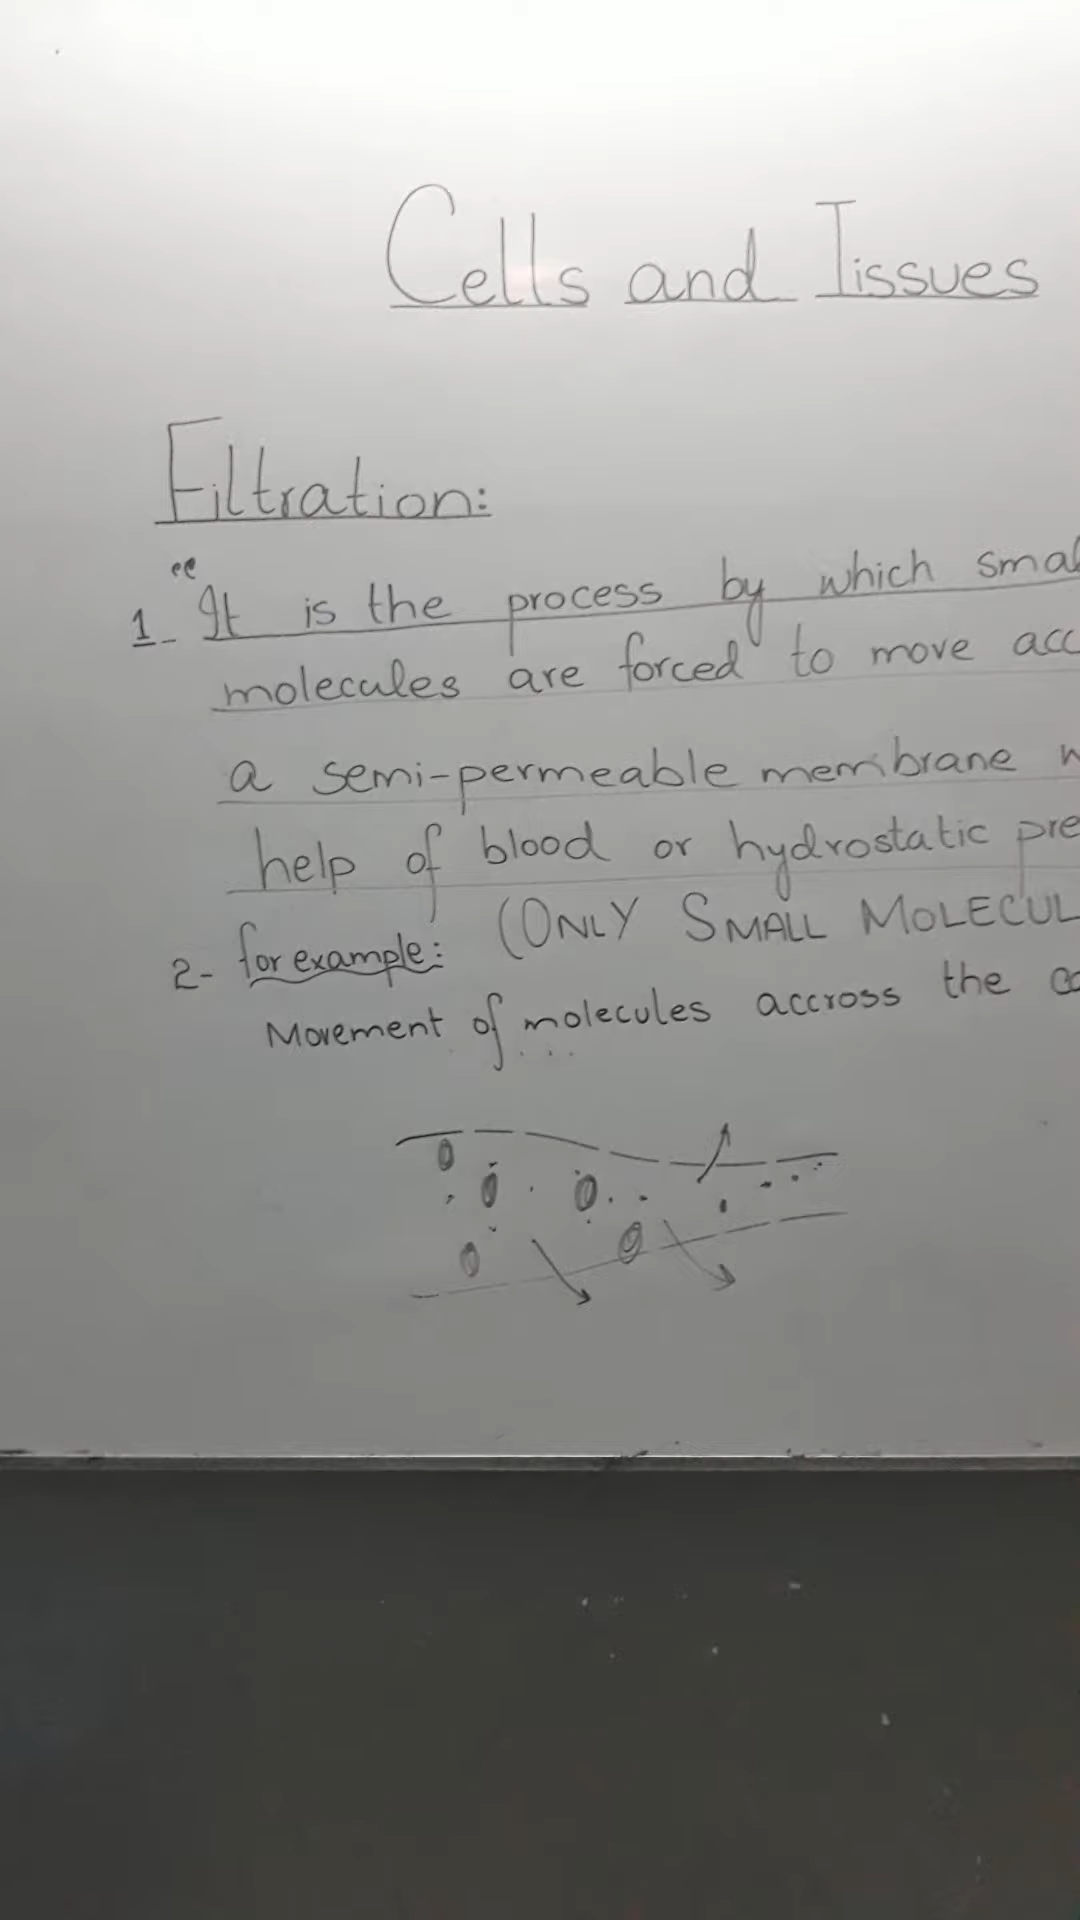 Cells and Tissues
Filtration:
“
1- It is the process by which smal
molecules are forced to move acc
a semi-permeable membrane w
help of blood or hydrostatic pre
(ONLY SMALL MOLECUL
2- for example:
Movement of molecules accross the ca